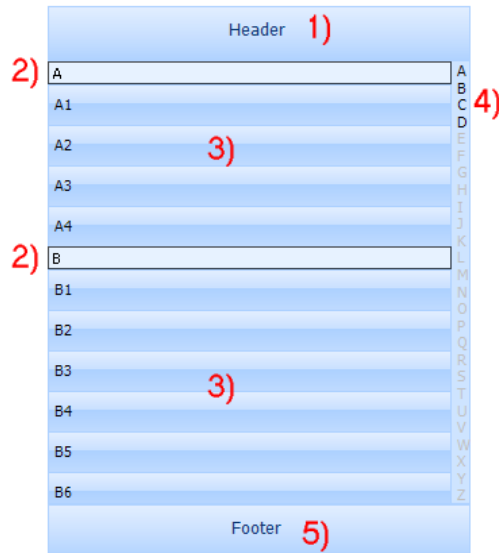 Header 1)
2) A
A1
A2 3)
A3
A4
2) B
B1
B2
B3
3)
B4
B5
B6
A
B
C 4)
D
E
F
G
H
I
J
K
L
M
N
O
P
Q
R
S
T
U
V
W
X
Y
Z
Footer 5)